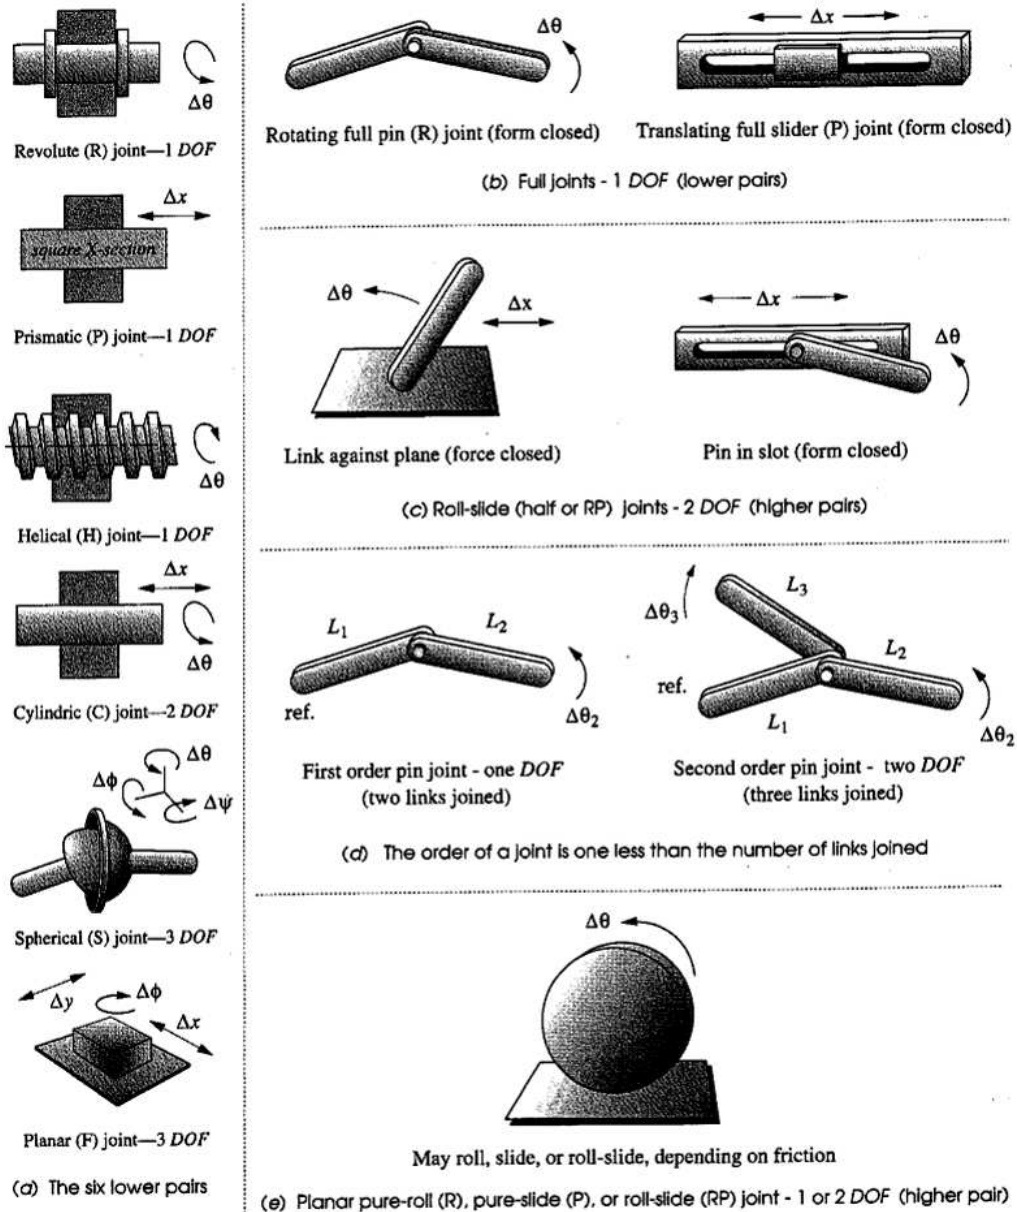 Δθ
Revolute (R) joint—1 DOF
Δx
square X-section
Prismatic (P) joint—1 DOF
Δθ
Helical (H) joint—1 DOF
Δx
Δθ
Cylindric (C) joint—2 DOF
Δθ
Δϕ
Δψ
Spherical (S) joint—3 DOF
Δy
Δϕ
Δx
Planar (F) joint—3 DOF
(a) The six lower pairs
Δθ
Rotating full pin (R) joint (form closed)
Δx
Translating full slider (P) joint (form closed)
(b) Full joints - 1 DOF (lower pairs)
Δθ
Δx
Link against plane (force closed)
Δx
Δθ
Pin in slot (form closed)
(c) Roll-slide (half or RP) joints - 2 DOF (higher pairs)
L1
L2
ref.
Δθ2
First order pin joint - one DOF
(two links joined)
L3
Δθ3
L2
ref.
L1
Δθ2
Second order pin joint - two DOF
(three links joined)
(d) The order of a joint is one less than the number of links joined
Δθ
May roll, slide, or roll-slide, depending on friction
(e) Planar pure-roll (R), pure-slide (P), or roll-slide (RP) joint - 1 or 2 DOF (higher pair)